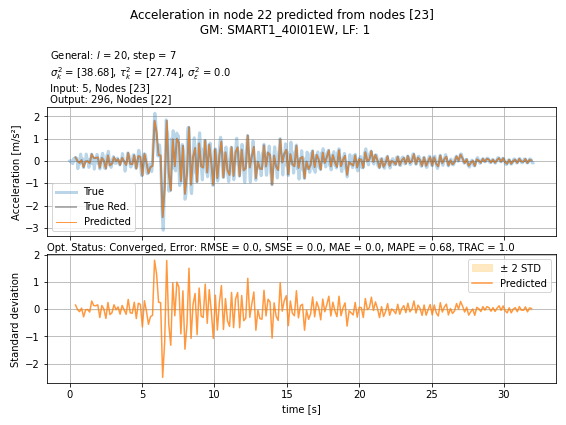 Acceleration in node 22 predicted from nodes [23]
GM: SMART1_40I01EW, LF: 1
General: l = 20, step = 7
σ²ₖ = [38.68], τ²ₖ = [27.74], σ²ε = 0.0
Input: 5, Nodes [23]
Output: 296, Nodes [22]
Acceleration [m/s²]
2
1
0
−1
−2
−3
True
True Red.
Predicted
Opt. Status: Converged, Error: RMSE = 0.0, SMSE = 0.0, MAE = 0.0, MAPE = 0.68, TRAC = 1.0
Standard deviation
2
1
0
−1
−2
± 2 STD
Predicted
0 5 10 15 20 25 30
time [s]